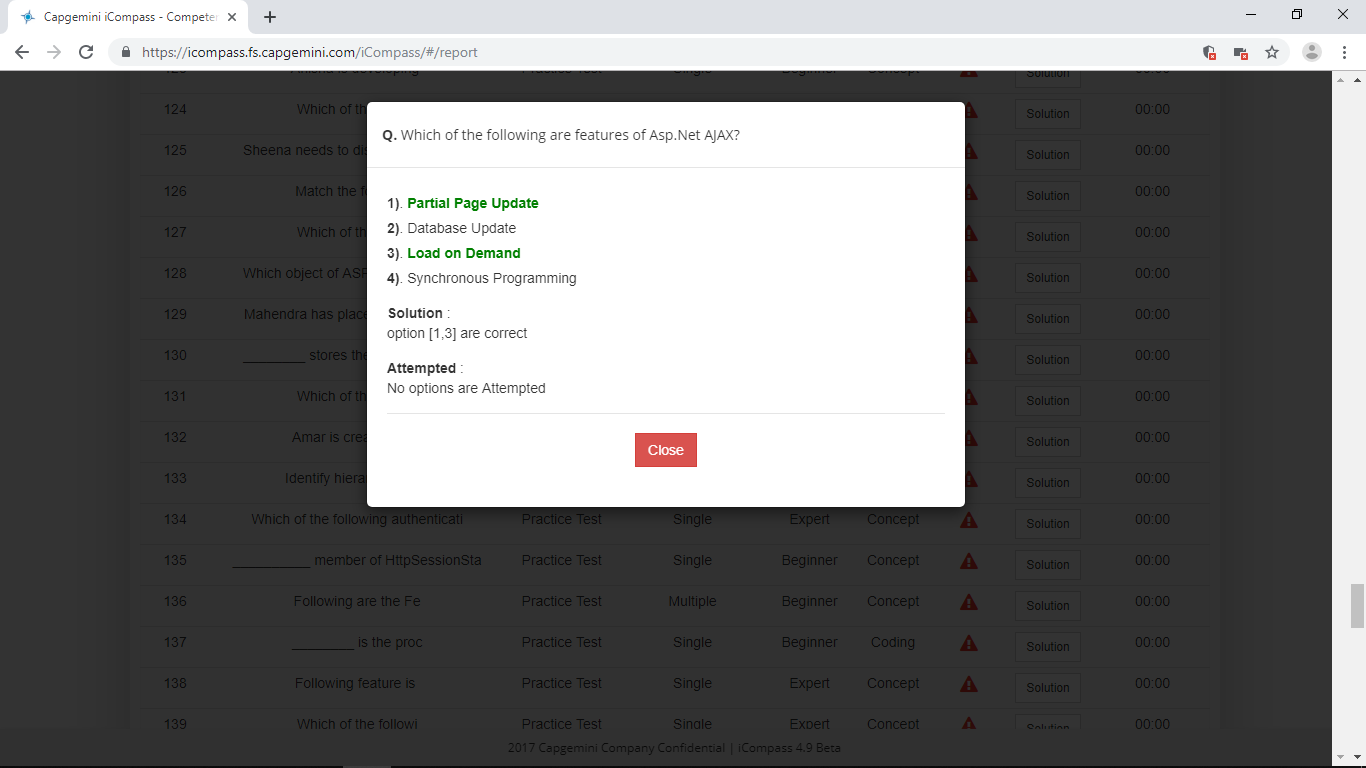 Capgemini iCompass - Competer
https://icompass.fs.capgemini.com/iCompass/#/report
Solution
124 Which of th Solution 00:00
125 Sheena needs to di Solution 00:00
126 Match the f Solution 00:00
127 Which of th Solution 00:00
128 Which object of ASP Solution 00:00
129 Mahendra has place Solution 00:00
130 ________ stores the Solution 00:00
131 Which of th Solution 00:00
132 Amar is crea Solution 00:00
133 Identify hiera Solution 00:00
Q. Which of the following are features of Asp.Net AJAX?
1). Partial Page Update
2). Database Update
3). Load on Demand
4). Synchronous Programming
Solution :
option [1,3] are correct
Attempted :
No options are Attempted
Close
134 Which of the following authenticati Practice Test Single Expert Concept Solution 00:00
135 __________ member of HttpSessionSta Practice Test Single Beginner Concept Solution 00:00
136 Following are the Fe Practice Test Multiple Beginner Concept Solution 00:00
137 ________ is the proc Practice Test Single Beginner Coding Solution 00:00
138 Following feature is Practice Test Single Expert Concept Solution 00:00
139 Which of the followi Practice Test Single Expert Concept Solution 00:00
2017 Capgemini Company Confidential | iCompass 4.9 Beta